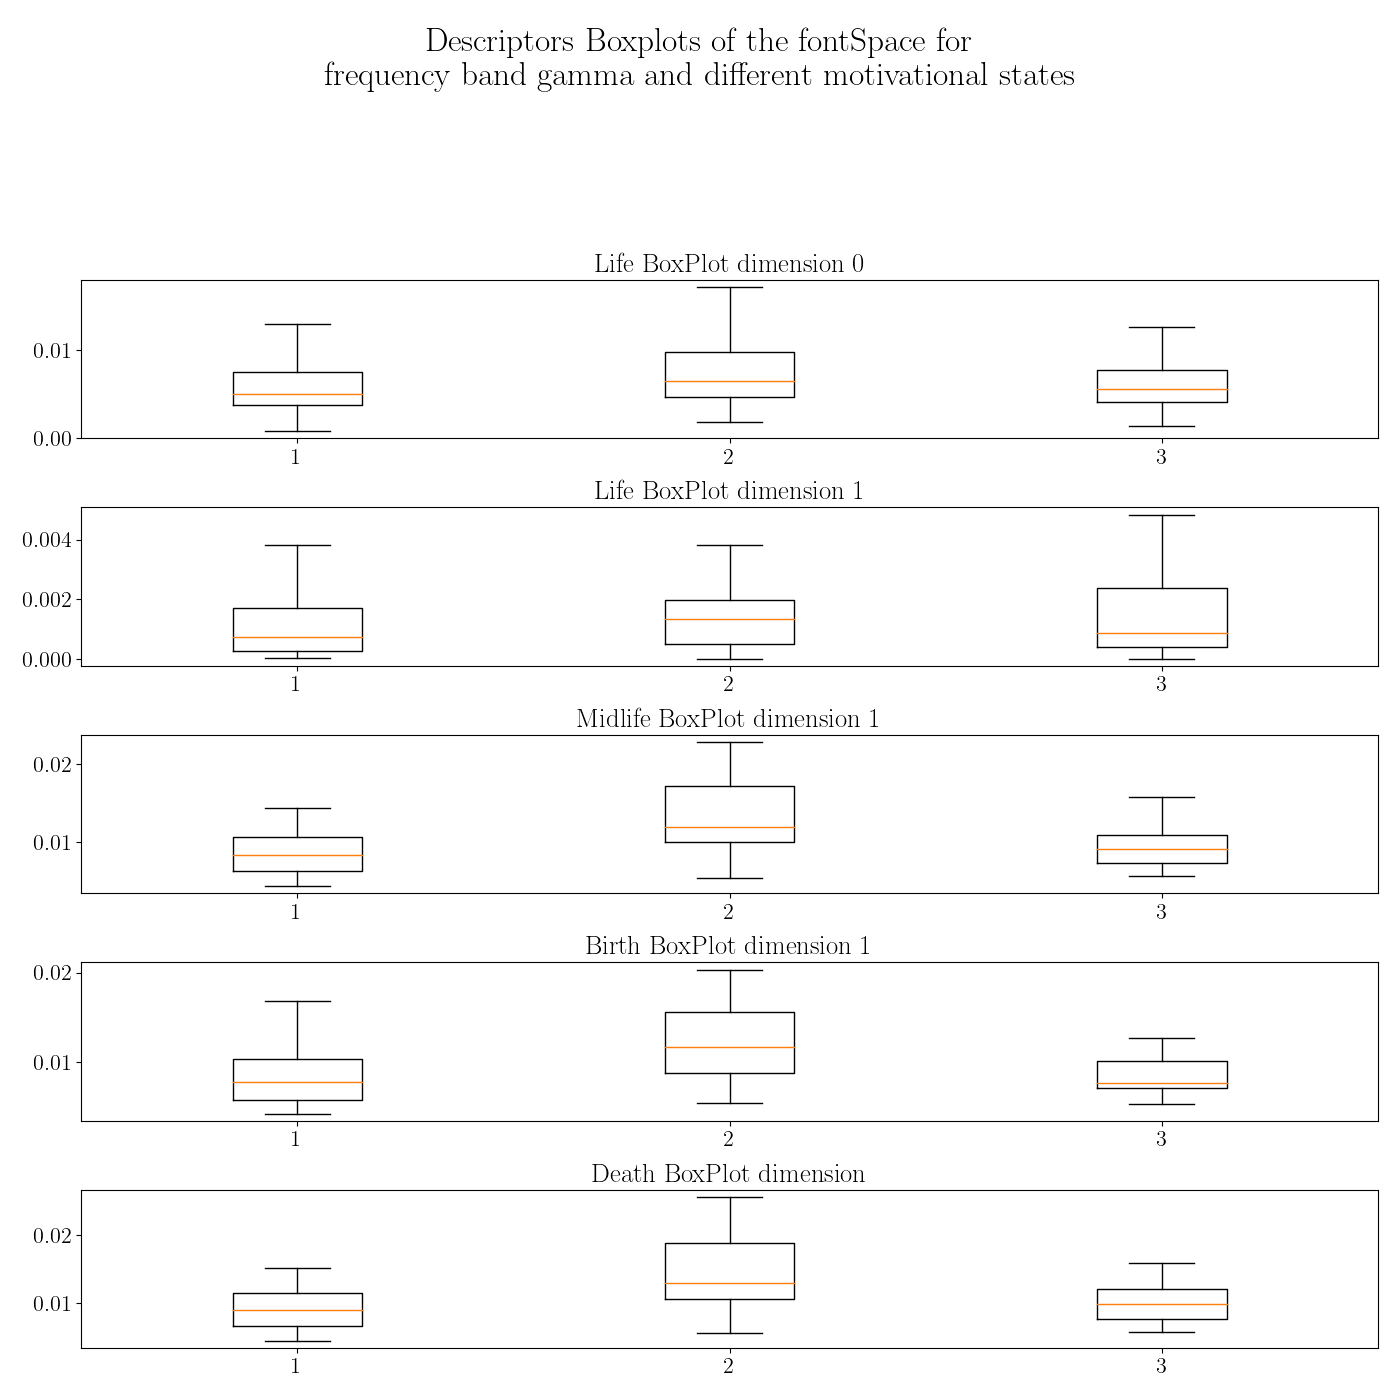 Descriptors Boxplots of the fontSpace for
frequency band gamma and different motivational states
Life BoxPlot dimension 0
0.01
0.00
1 2 3
Life BoxPlot dimension 1
0.004
0.002
0.000
1 2 3
Midlife BoxPlot dimension 1
0.02
0.01
1 2 3
Birth BoxPlot dimension 1
0.02
0.01
1 2 3
Death BoxPlot dimension
0.02
0.01
1 2 3